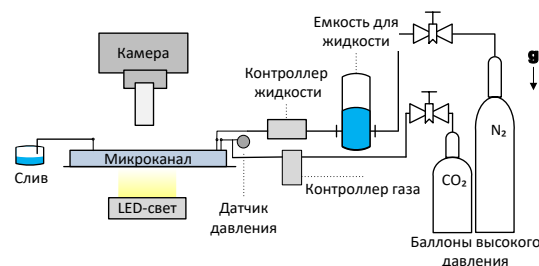 Емкость для
жидкости
Камера
Контроллер
жидкости
g
N₂
Микроканал
Слив
CO₂
LED-свет
Датчик
давления
Контроллер газа
Баллоны высокого
давления